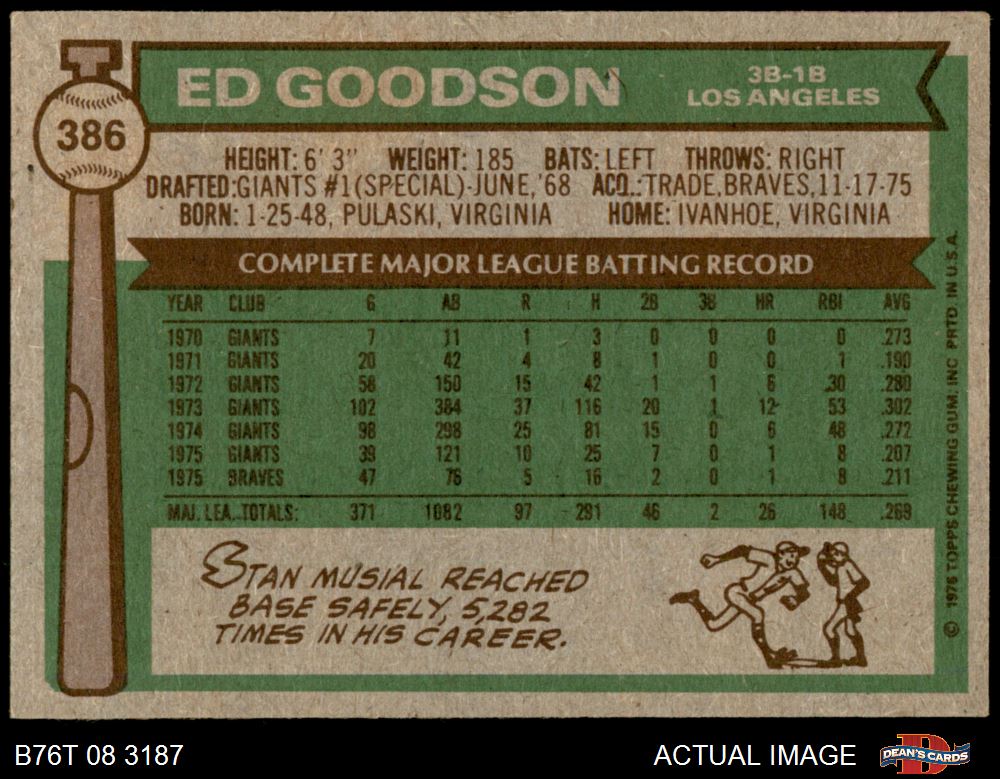 386
ED GOODSON
3B-1B
LOS ANGELES
HEIGHT: 6' 3" WEIGHT: 185 BATS: LEFT THROWS: RIGHT
DRAFTED:GIANTS #1(SPECIAL)-JUNE,'68 ACQ.:TRADE,BRAVES,11-17-75
BORN: 1-25-48, PULASKI, VIRGINIA HOME: IVANHOE, VIRGINIA
COMPLETE MAJOR LEAGUE BATTING RECORD
YEAR CLUB G AB R H 2B 3B HR RBI AVG
1970 GIANTS 7 11 1 3 0 0 0 0 .273
1971 GIANTS 20 42 4 8 1 0 0 1 .190
1972 GIANTS 58 150 15 42 1 1 6 30 .280
1973 GIANTS 102 384 37 116 20 1 12 53 .302
1974 GIANTS 98 298 25 81 15 0 6 48 .272
1975 GIANTS 39 121 10 25 7 0 1 8 .207
1975 BRAVES 47 76 5 16 2 0 1 8 .211
MAJ. LEA. TOTALS: 371 1082 97 291 46 2 26 148 .269
STAN MUSIAL REACHED
BASE SAFELY, 5,282
TIMES IN HIS CAREER.
© 1976 TOPPS CHEWING GUM, INC. PRTD. IN U.S.A.
B76T 08 3187
ACTUAL IMAGE
DEAN'S CARDS